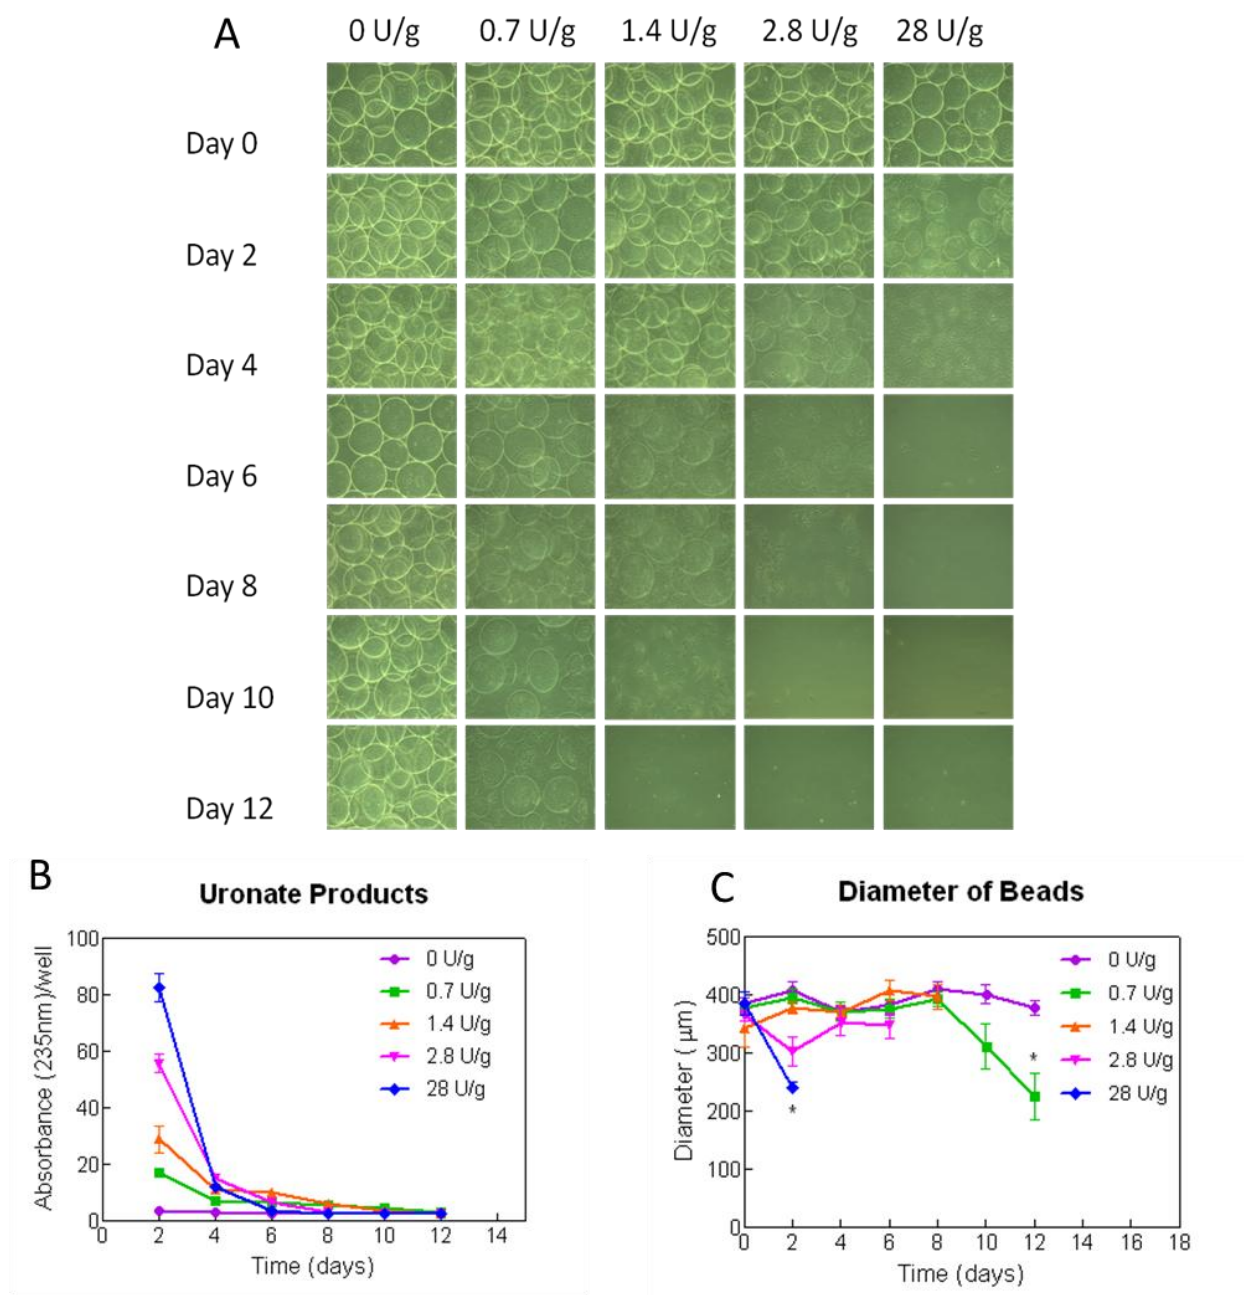 A
0 U/g 0.7 U/g 1.4 U/g 2.8 U/g 28 U/g
Day 0
Day 2
Day 4
Day 6
Day 8
Day 10
Day 12
B
Uronate Products
Absorbance (235nm)/well
100
80
60
40
20
0
0 2 4 6 8 10 12 14
Time (days)
0 U/g
0.7 U/g
1.4 U/g
2.8 U/g
28 U/g
C
Diameter of Beads
Diameter ( µm)
500
400
300
200
100
0
0 2 4 6 8 10 12 14 16 18
Time (days)
0 U/g
0.7 U/g
1.4 U/g
2.8 U/g
28 U/g
*
*